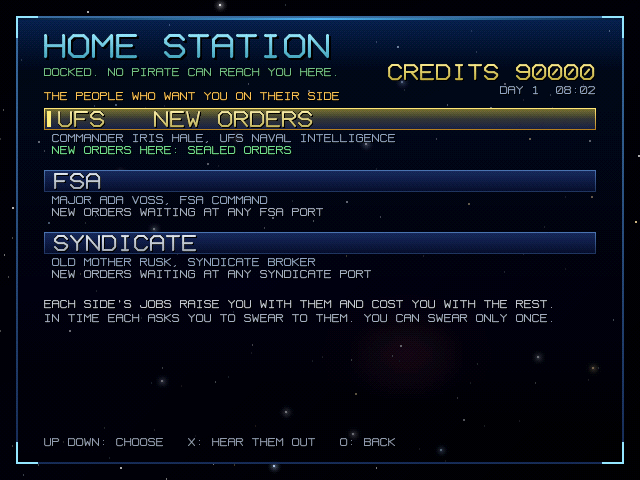 HOME STATION
DOCKED. NO PIRATE CAN REACH YOU HERE.
CREDITS 90000
DAY 1 08:02
THE PEOPLE WHO WANT YOU ON THEIR SIDE
UFS NEW ORDERS
COMMANDER IRIS HALE, UFS NAVAL INTELLIGENCE
NEW ORDERS HERE: SEALED ORDERS
FSA
MAJOR ADA VOSS, FSA COMMAND
NEW ORDERS WAITING AT ANY FSA PORT
SYNDICATE
OLD MOTHER RUSK, SYNDICATE BROKER
NEW ORDERS WAITING AT ANY SYNDICATE PORT
EACH SIDE'S JOBS RAISE YOU WITH THEM AND COST YOU WITH THE REST.
IN TIME EACH ASKS YOU TO SWEAR TO THEM. YOU CAN SWEAR ONLY ONCE.
UP DOWN: CHOOSE X: HEAR THEM OUT O: BACK